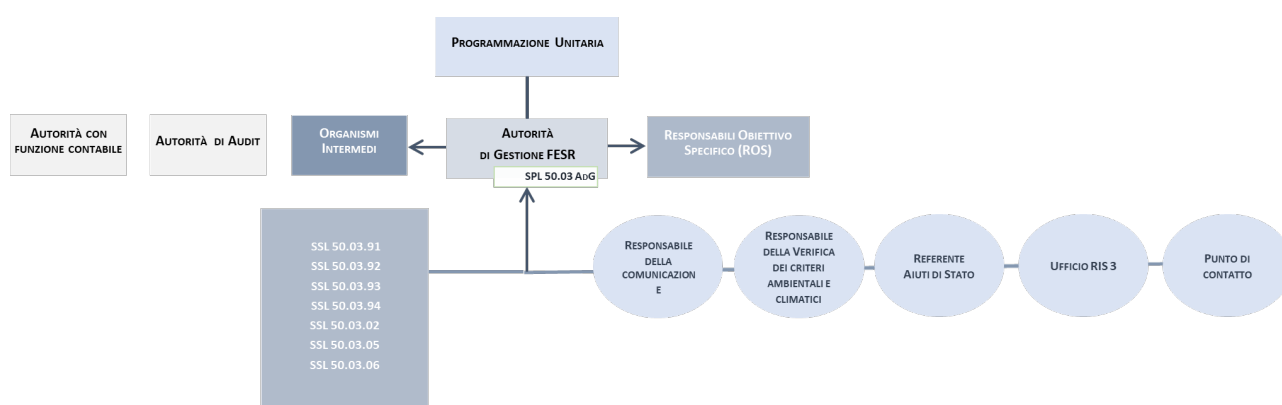 PROGRAMMAZIONE UNITARIA
AUTORITÀ CON
FUNZIONE CONTABILE
AUTORITÀ DI AUDIT
ORGANISMI
INTERMEDI
AUTORITÀ
DI GESTIONE FESR
SPL 50.03 ADG
RESPONSABILI OBIETTIVO
SPECIFICO (ROS)
SSL 50.03.91
SSL 50.03.92
SSL 50.03.93
SSL 50.03.94
SSL 50.03.02
SSL 50.03.05
SSL 50.03.06
RESPONSABILE
DELLA
COMUNICAZION
E
RESPONSABILE
DELLA VERIFICA
DEI CRITERI
AMBIENTALI E
CLIMATICI
REFERENTE
AIUTI DI STATO
UFFICIO RIS 3
PUNTO DI
CONTATTO